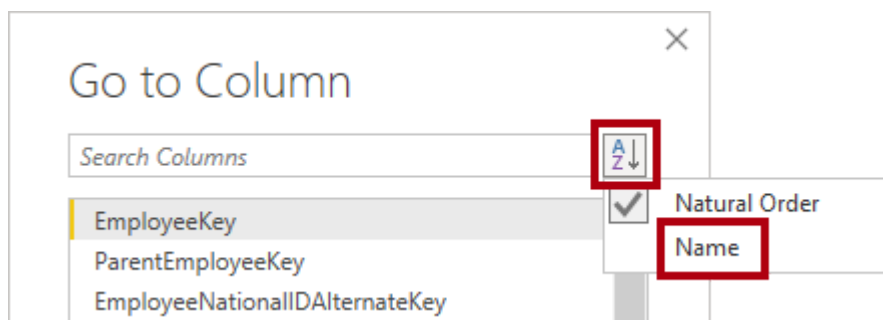 Go to Column
Search Columns
A
Z
Natural Order
EmployeeKey
Name
ParentEmployeeKey
EmployeeNationalIDAlternateKey